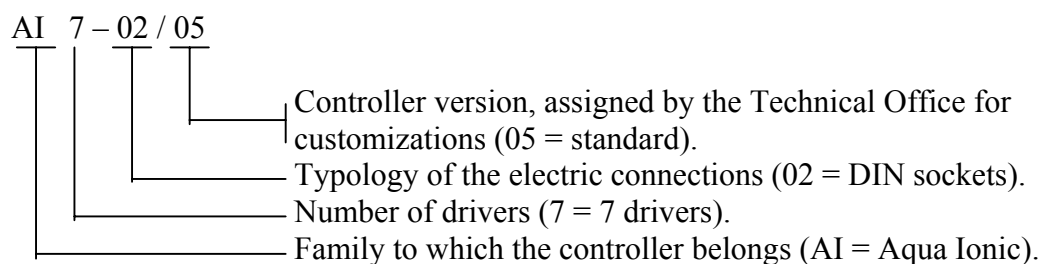 AI 7 – 02 / 05
Controller version, assigned by the Technical Office for
customizations (05 = standard).
Typology of the electric connections (02 = DIN sockets).
Number of drivers (7 = 7 drivers).
Family to which the controller belongs (AI = Aqua Ionic).